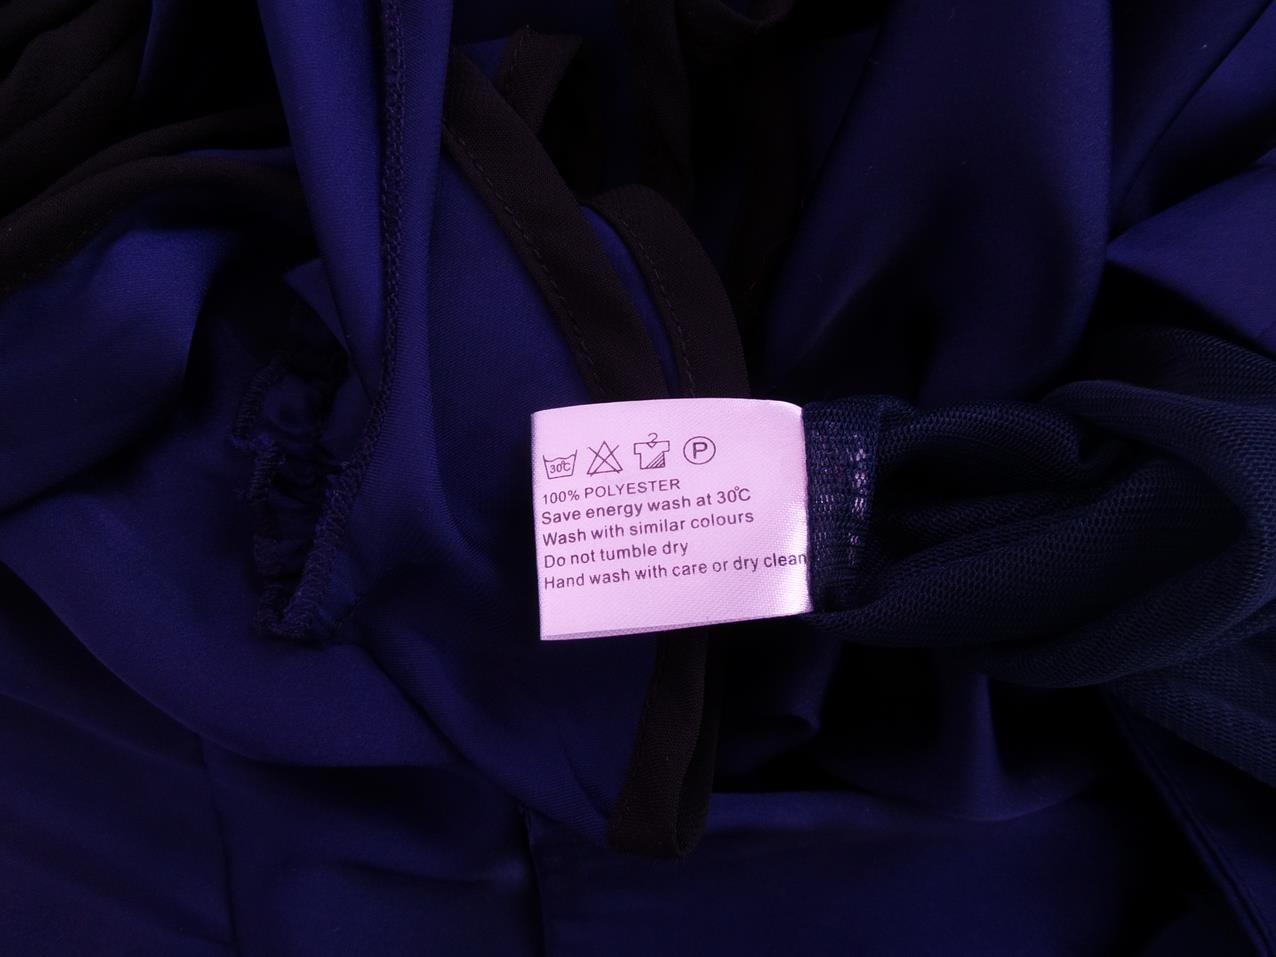 30℃ 2 P
100% POLYESTER
Save energy wash at 30℃
Wash with similar colours
Do not tumble dry
Hand wash with care or dry clean